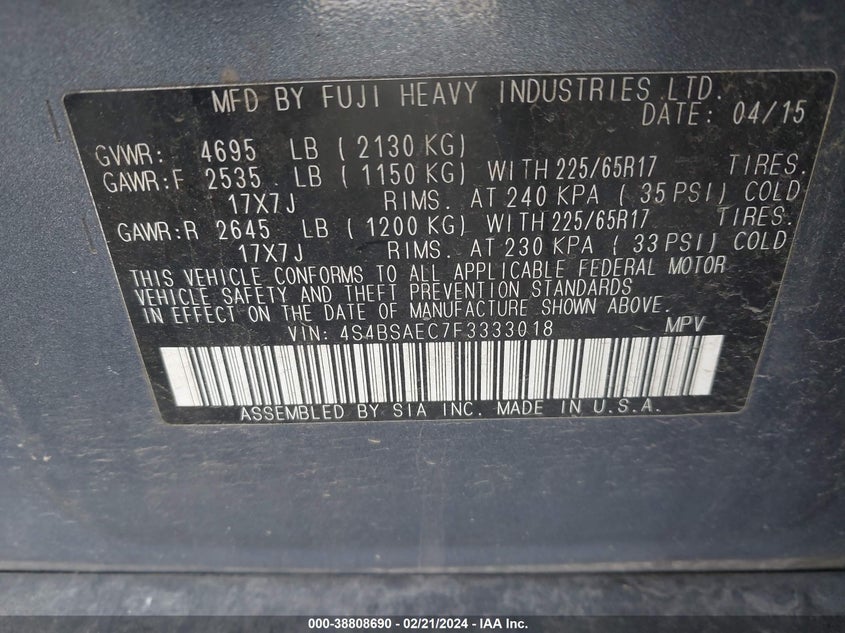 MFD BY FUJI HEAVY INDUSTRIES LTD.
DATE: 04/15
GVWR: 4695 LB ( 2130 KG)
GAWR:F 2535 LB ( 1150 KG) WITH 225/65R17 TIRES.
17X7J RIMS. AT 240 KPA ( 35 PSI) COLD
GAWR:R 2645 LB ( 1200 KG) WITH 225/65R17 TIRES.
17X7J RIMS. AT 230 KPA ( 33 PSI) COLD
THIS VEHICLE CONFORMS TO ALL APPLICABLE FEDERAL MOTOR
VEHICLE SAFETY AND THEFT PREVENTION STANDARDS
IN EFFECT ON THE DATE OF MANUFACTURE SHOWN ABOVE.
VIN: 4S4BSAEC7F3333018 MPV
ASSEMBLED BY SIA INC. MADE IN U.S.A.
000-38808690 - 02/21/2024 - IAA Inc.